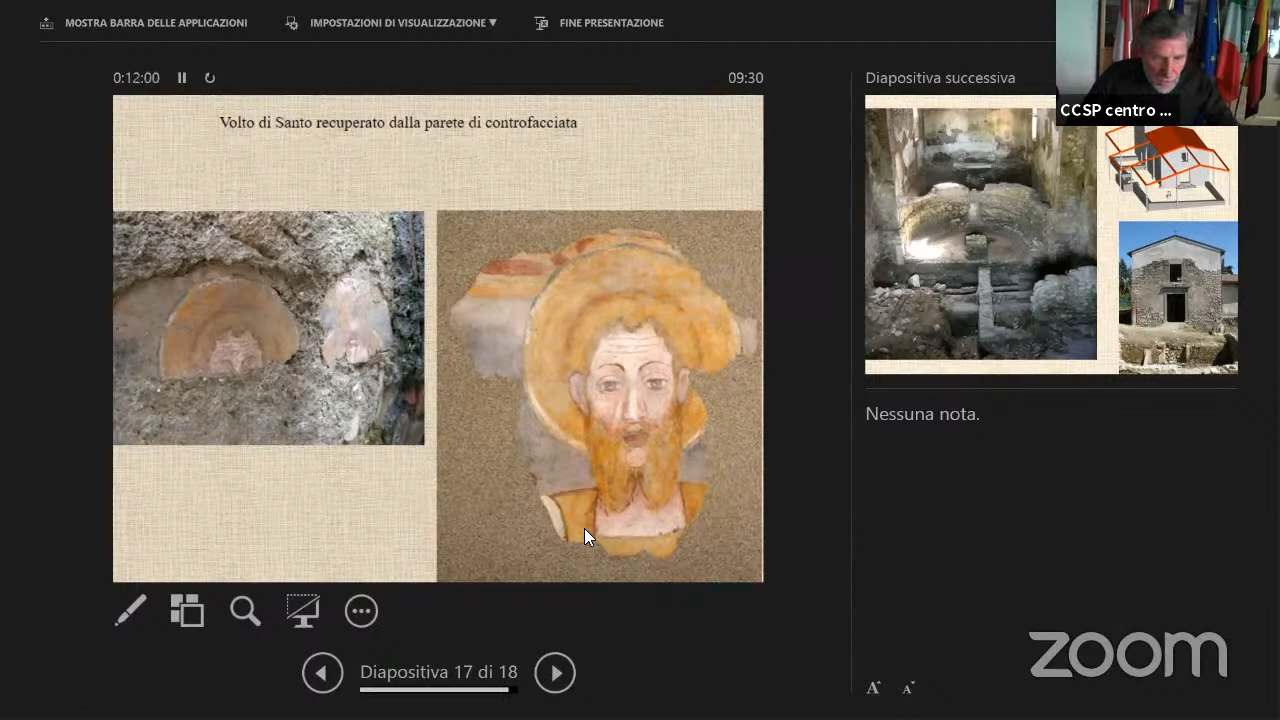 MOSTRA BARRA DELLE APPLICAZIONI
IMPOSTAZIONI DI VISUALIZZAZIONE ▼
FINE PRESENTAZIONE
0:12:00
09:30
Diapositiva successiva
CCSP centro ...
Volto di Santo recuperato dalla parete di controfacciata
Nessuna nota.
Diapositiva 17 di 18
A A
zoom